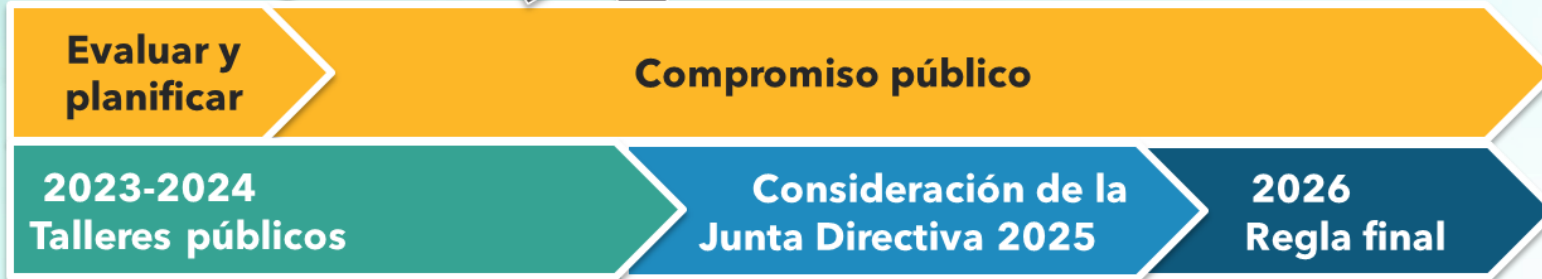 Evaluar y
planificar
Compromiso público
2023-2024
Talleres públicos
Consideración de la
Junta Directiva 2025
2026
Regla final